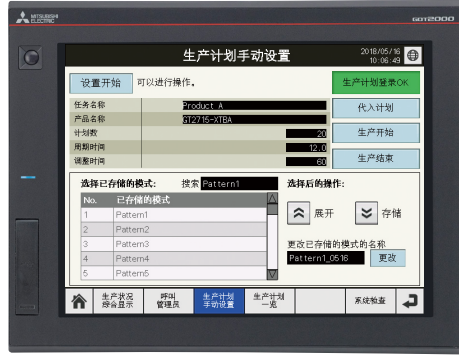 MITSUBISHI
ELECTRIC
GOT2000
生产计划手动设置
2018/05/16
10:06:49
设置开始
可以进行操作。
生产计划登录OK
任务名称 Product A
产品名称 GT2715-XTBA
计划数 20
周期时间 12.0
调整时间 60
代入计划
生产开始
生产结束
选择已存储的模式:
搜索 Pattern1
选择后的操作:
No. 已存储的模式
1 Pattern1
2 Pattern2
3 Pattern3
4 Pattern4
5 Pattern5
展开
存储
更改已存储的模式的名称
Pattern1_0516
更改
生产状况
综合显示
呼叫
管理员
生产计划
手动设置
生产计划
一览
系统检查